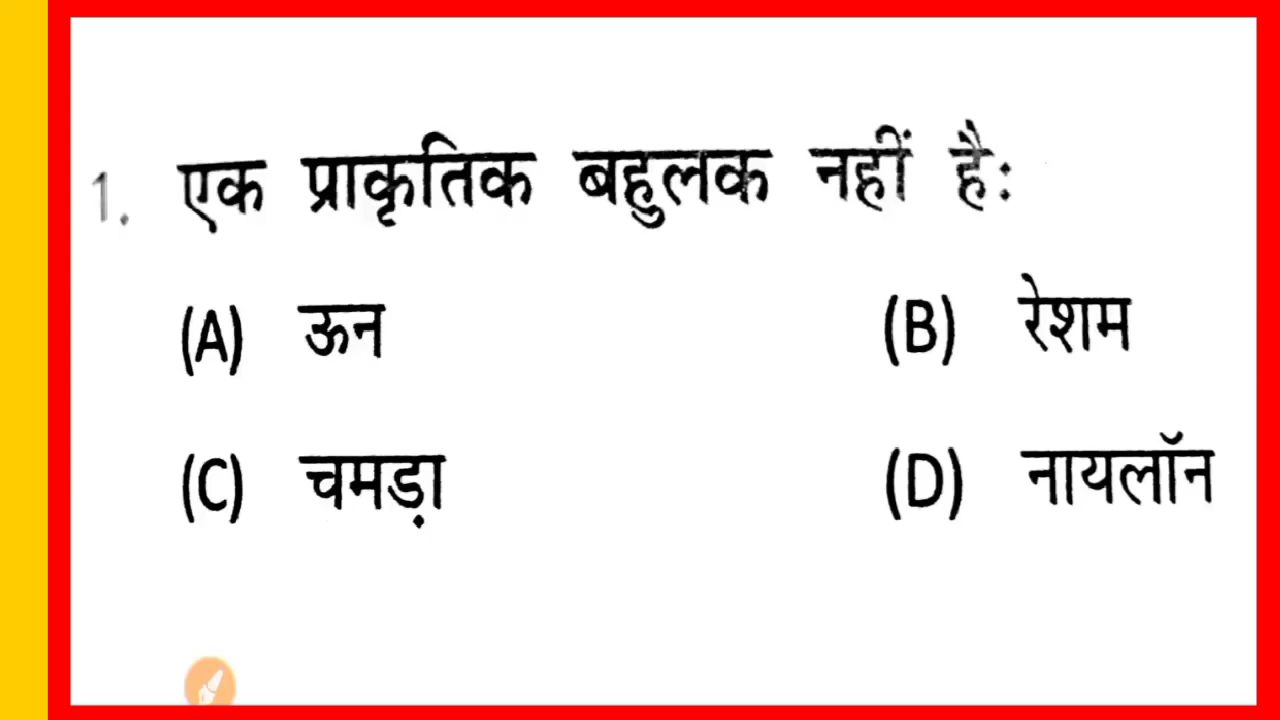 1. एक प्राकृतिक बहुलक नहीं है:
(A) ऊन (B) रेशम
(C) चमड़ा (D) नायलॉन